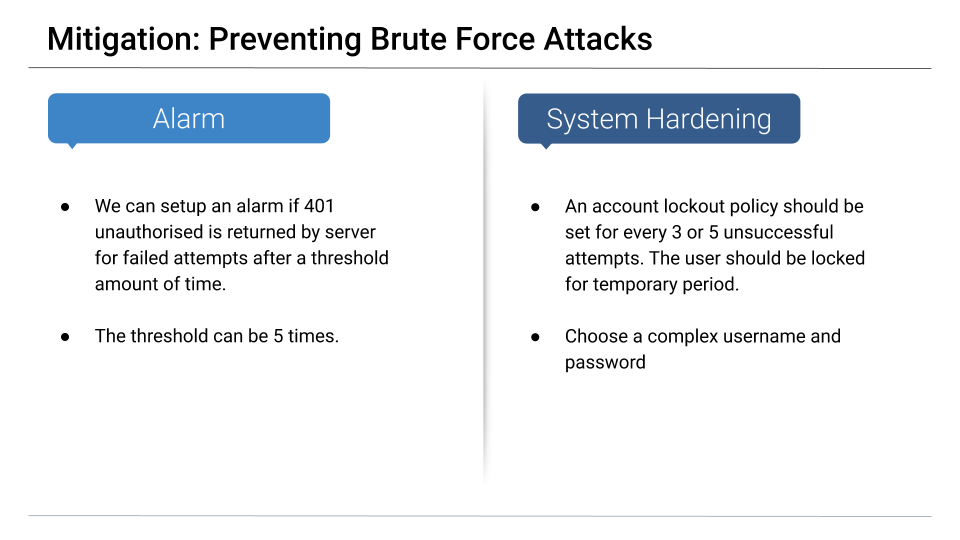 Mitigation: Preventing Brute Force Attacks
Alarm
● We can setup an alarm if 401
unauthorised is returned by server
for failed attempts after a threshold
amount of time.
● The threshold can be 5 times.
System Hardening
● An account lockout policy should be
set for every 3 or 5 unsuccessful
attempts. The user should be locked
for temporary period.
● Choose a complex username and
password